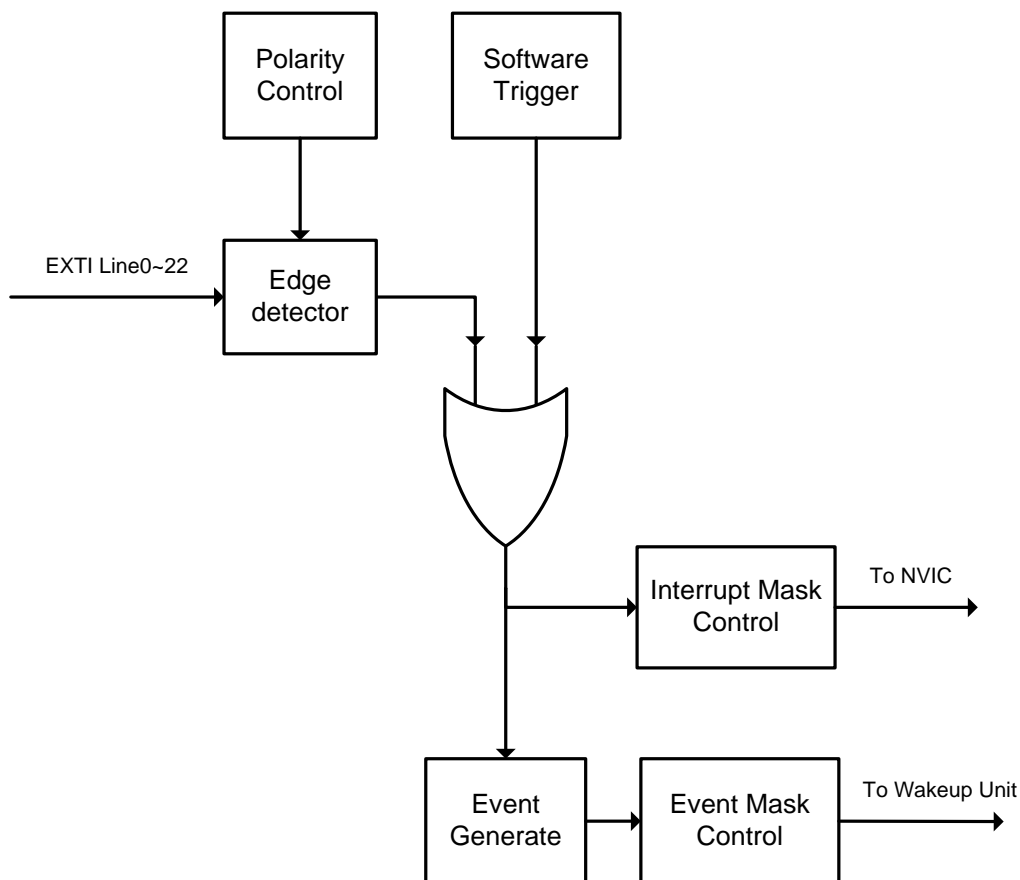 Polarity
Control
Software
Trigger
EXTI Line0~22
Edge
detector
Interrupt Mask
Control
To NVIC
Event
Generate
Event Mask
Control
To Wakeup Unit